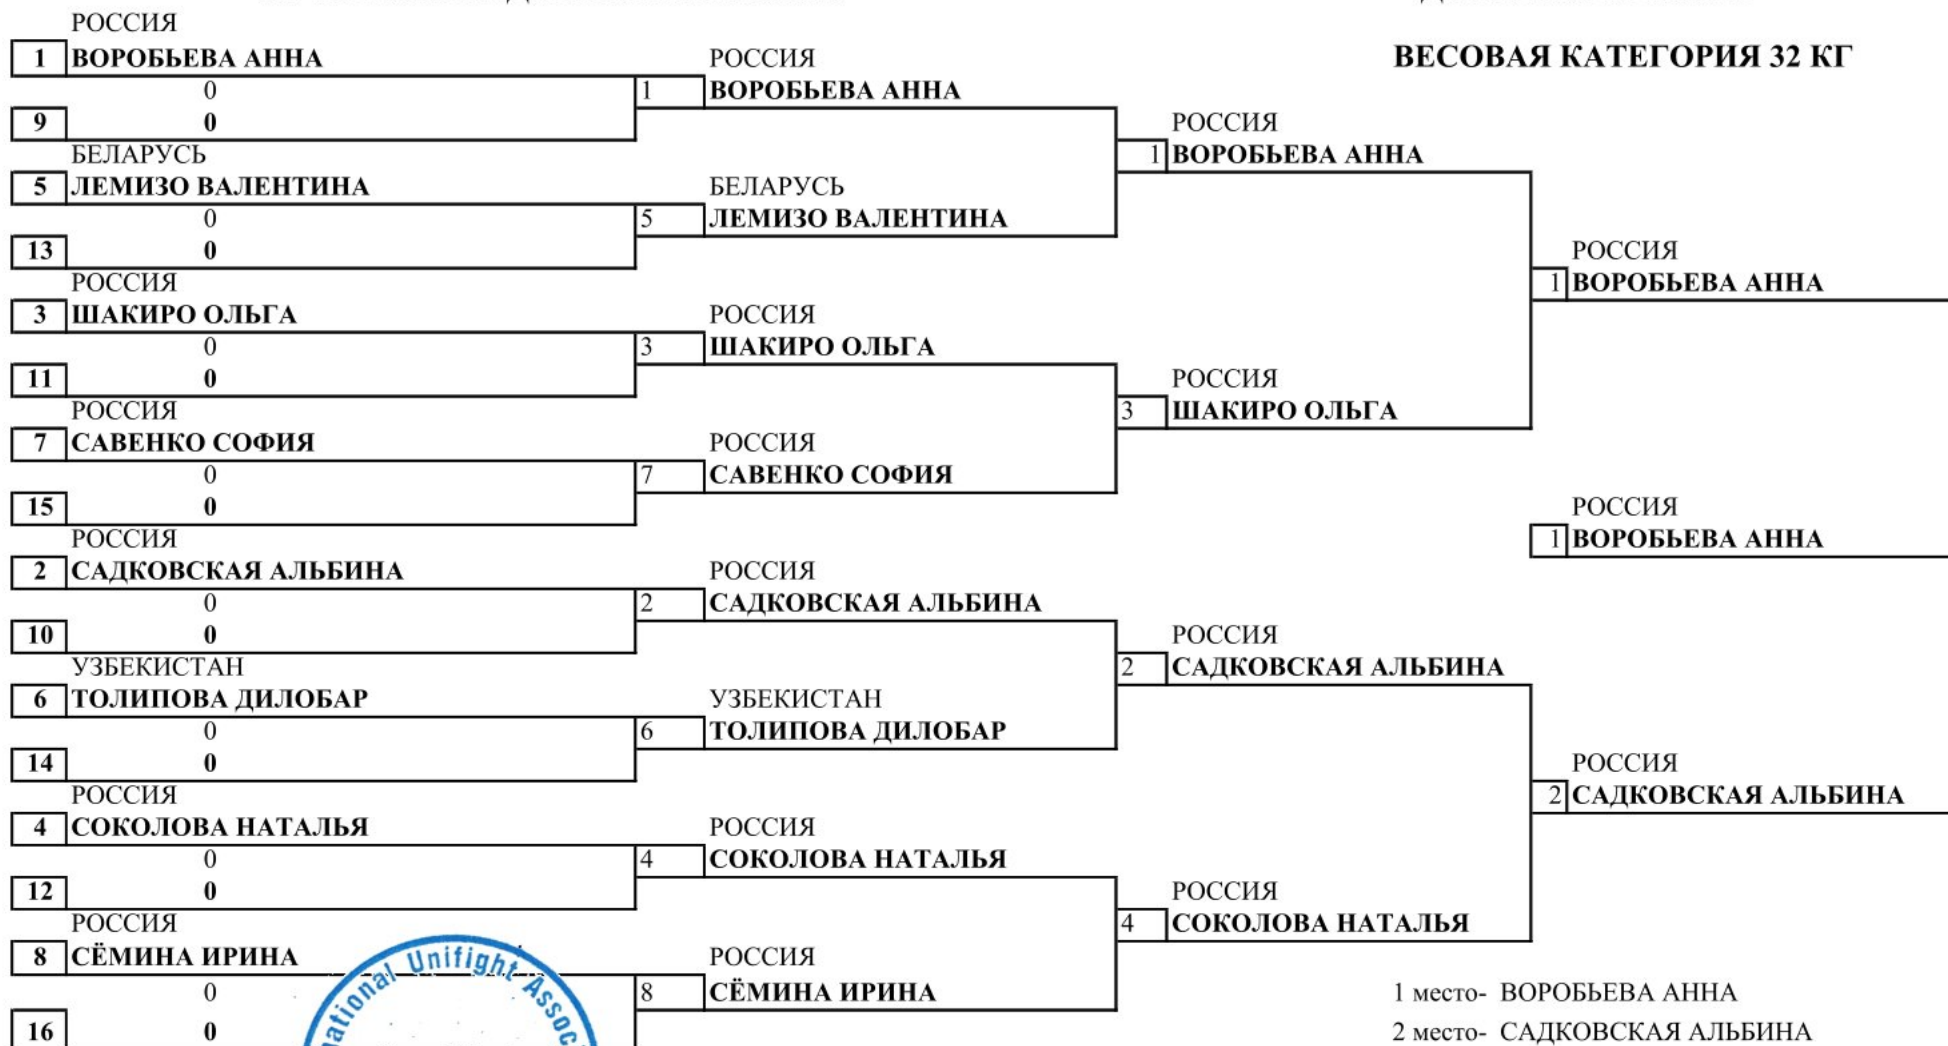 РОССИЯ
1 ВОРОБЬЕВА АННА
0
9 0
БЕЛАРУСЬ
5 ЛЕМИЗО ВАЛЕНТИНА
0
13 0
РОССИЯ
3 ШАКИРО ОЛЬГА
0
11 0
РОССИЯ
7 САВЕНКО СОФИЯ
0
15 0
РОССИЯ
2 САДКОВСКАЯ АЛЬБИНА
0
10 0
УЗБЕКИСТАН
6 ТОЛИПОВА ДИЛОБАР
0
14 0
РОССИЯ
4 СОКОЛОВА НАТАЛЬЯ
0
12 0
РОССИЯ
8 СЁМИНА ИРИНА
0
16 0
РОССИЯ
1 ВОРОБЬЕВА АННА
БЕЛАРУСЬ
5 ЛЕМИЗО ВАЛЕНТИНА
РОССИЯ
3 ШАКИРО ОЛЬГА
РОССИЯ
7 САВЕНКО СОФИЯ
РОССИЯ
2 САДКОВСКАЯ АЛЬБИНА
УЗБЕКИСТАН
6 ТОЛИПОВА ДИЛОБАР
РОССИЯ
4 СОКОЛОВА НАТАЛЬЯ
РОССИЯ
8 СЁМИНА ИРИНА
РОССИЯ
1 ВОРОБЬЕВА АННА
РОССИЯ
3 ШАКИРО ОЛЬГА
РОССИЯ
2 САДКОВСКАЯ АЛЬБИНА
РОССИЯ
4 СОКОЛОВА НАТАЛЬЯ
ВЕСОВАЯ КАТЕГОРИЯ 32 КГ
РОССИЯ
1 ВОРОБЬЕВА АННА
РОССИЯ
1 ВОРОБЬЕВА АННА
РОССИЯ
2 САДКОВСКАЯ АЛЬБИНА
1 место- ВОРОБЬЕВА АННА
2 место- САДКОВСКАЯ АЛЬБИНА
ational Unifight Assoc